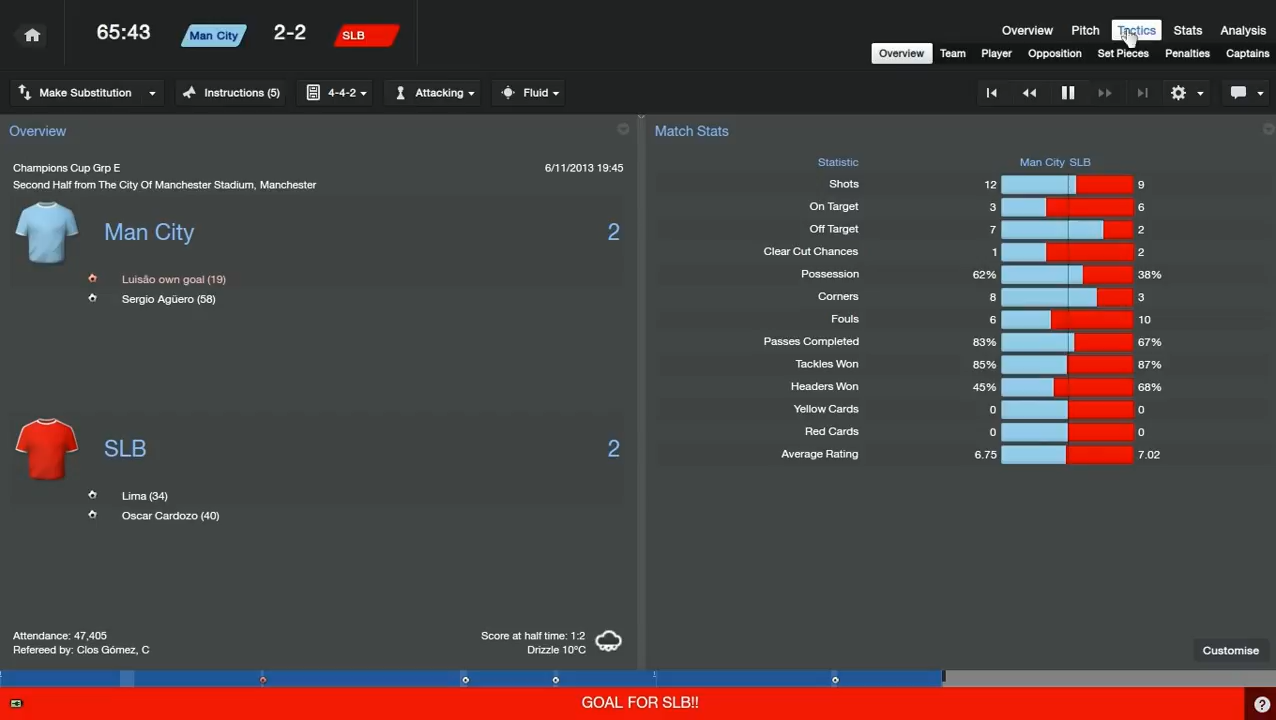 65:43 Man City 2-2 SLB
Overview Pitch Tactics Stats Analysis
Overview Team Player Opposition Set Pieces Penalties Captains
Make Substitution Instructions (5) 4-4-2 Attacking Fluid
Overview
Champions Cup Grp E 6/11/2013 19:45
Second Half from The City Of Manchester Stadium, Manchester
Man City 2
Luisão own goal (19)
Sergio Agüero (58)
SLB 2
Lima (34)
Oscar Cardozo (40)
Attendance: 47,405 Score at half time: 1:2
Refereed by: Clos Gómez, C Drizzle 10°C
Match Stats
Statistic Man City SLB
Shots 12 9
On Target 3 6
Off Target 7 2
Clear Cut Chances 1 2
Possession 62% 38%
Corners 8 3
Fouls 6 10
Passes Completed 83% 67%
Tackles Won 85% 87%
Headers Won 45% 68%
Yellow Cards 0 0
Red Cards 0 0
Average Rating 6.75 7.02
Customise
GOAL FOR SLB!!
?